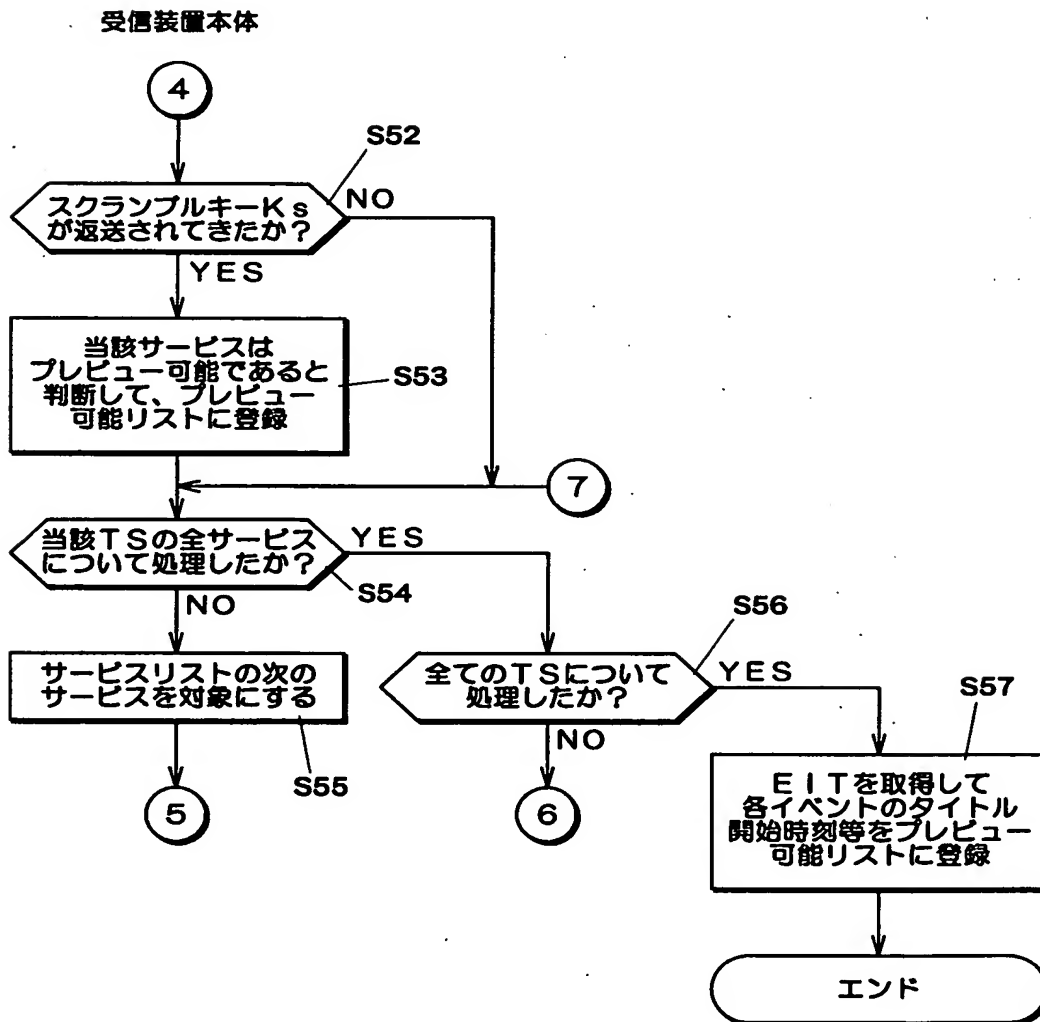 受信装置本体
4
S52
スクランブルキーKs
が返送されてきたか？
NO
YES
当該サービスは
プレビュー可能であると
判断して、プレビュー
可能リストに登録
S53
7
当該TSの全サービス
について処理したか？
YES
S54
NO
サービスリストの次の
サービスを対象にする
S55
5
S56
全てのTSについて
処理したか？
YES
NO
6
S57
EITを取得して
各イベントのタイトル
開始時刻等をプレビュー
可能リストに登録
エンド